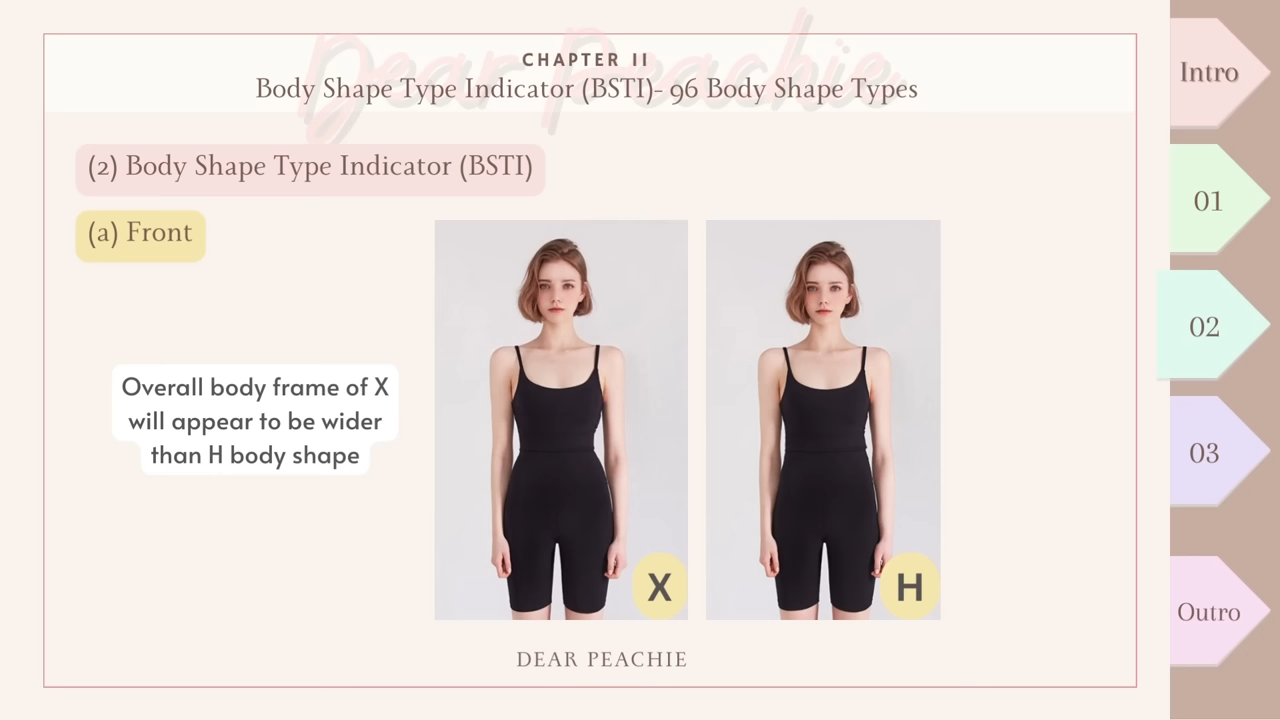 Dear Peachie
CHAPTER II
Body Shape Type Indicator (BSTI)- 96 Body Shape Types
(2) Body Shape Type Indicator (BSTI)
(a) Front
Overall body frame of X
will appear to be wider
than H body shape
X
H
DEAR PEACHIE
Intro
01
02
03
Outro